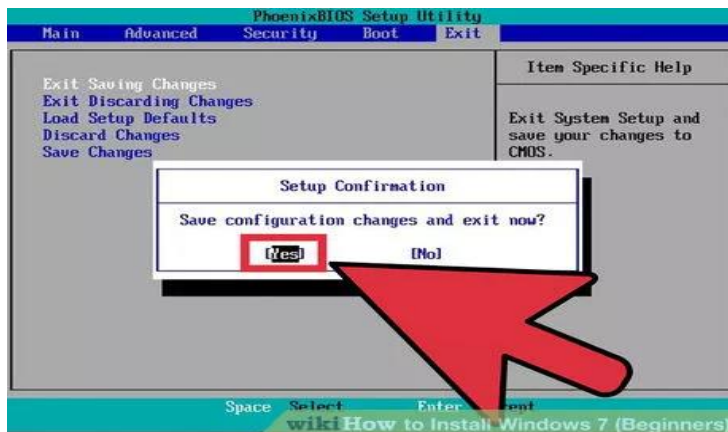 PhoenixBIOS Setup Utility
Main Advanced Security Boot Exit
Item Specific Help
Exit Saving Changes
Exit Discarding Changes
Load Setup Defaults
Discard Changes
Save Changes
Exit System Setup and
save your changes to
CMOS.
Setup Confirmation
Save configuration changes and exit now?
[Yes] [No]
Space Select Enter
wikiHow to Install Windows 7 (Beginners)